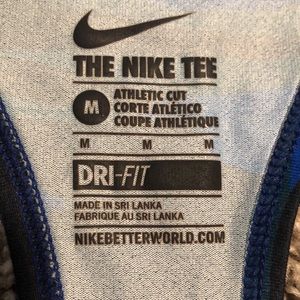 THE NIKE TEE
M
ATHLETIC CUT
CORTE ATLÉTICO
COUPE ATHLÉTIQUE
M M M
DRI-FIT
MADE IN SRI LANKA
FABRIQUE AU SRI LANKA
NIKEBETTERWORLD.COM